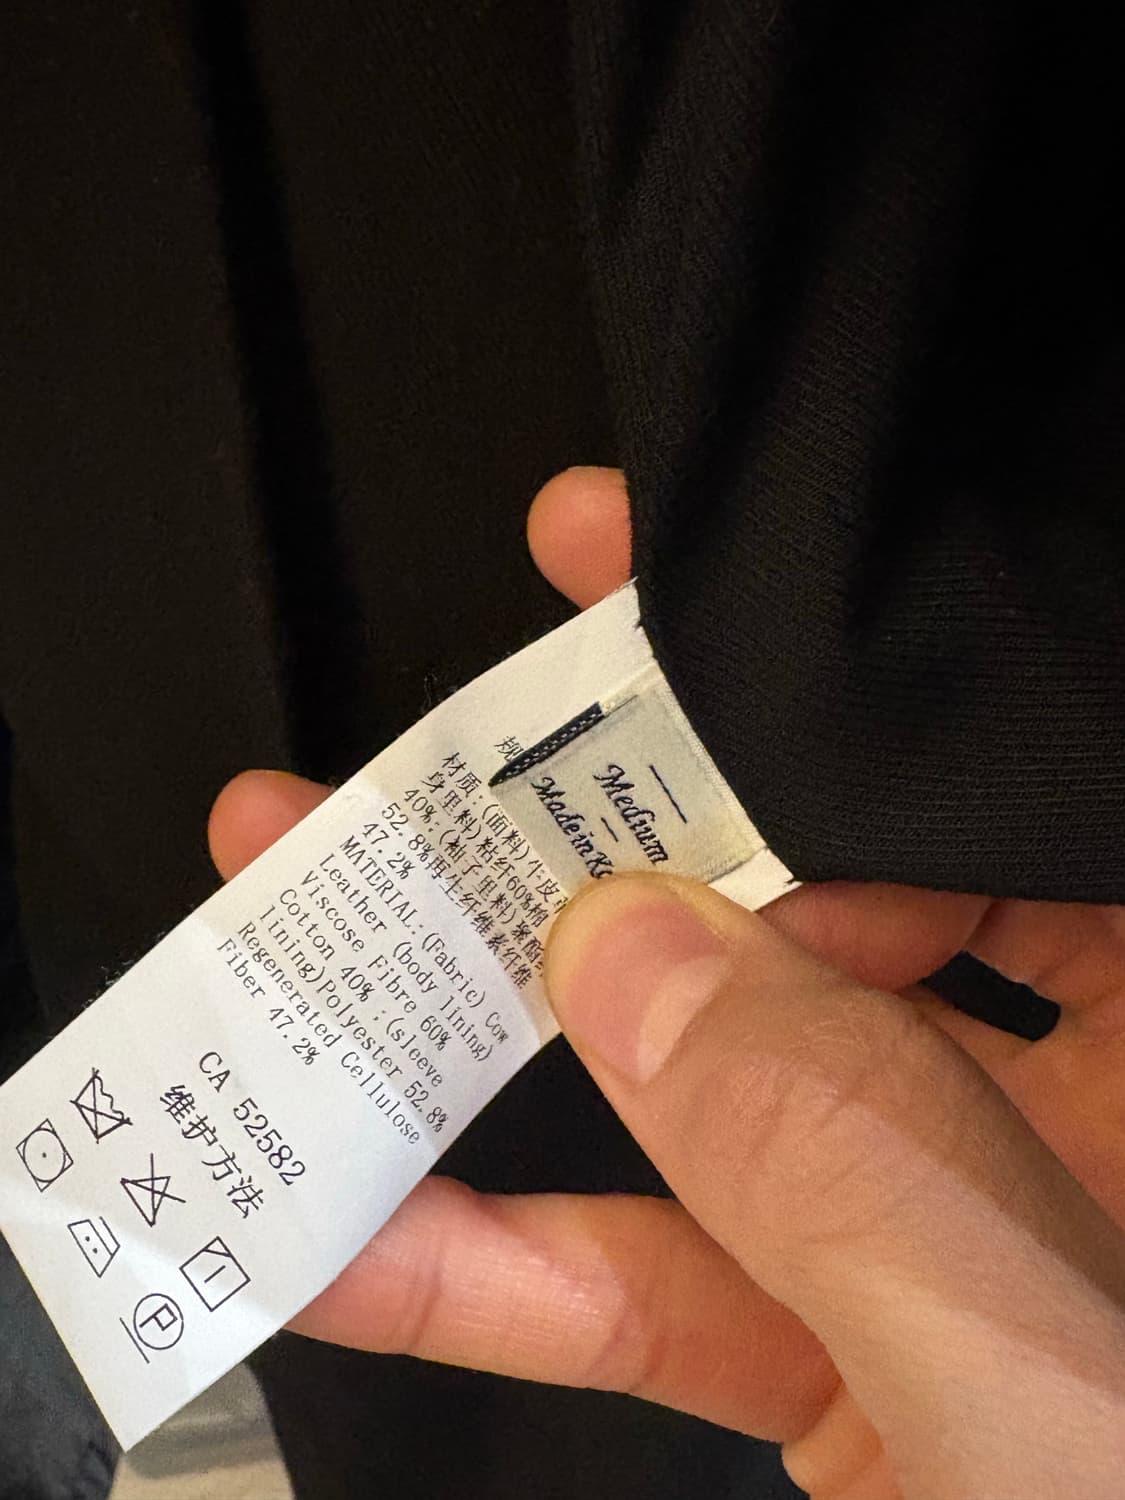 Medium
Made in Ko
规
材质:(面料)牛皮
身里料)粘纤60%棉
40%;(袖子里料)聚酯
52.8%再生纤维素纤维
47.2%
MATERIAL:(Fabric) Cow
Leather (body lining)
Viscose Fibre 60%
Cotton 40% ;(sleeve
lining)Polyester 52.8%
Regenerated Cellulose
Fiber 47.2%
CA 52582
维护方法
P